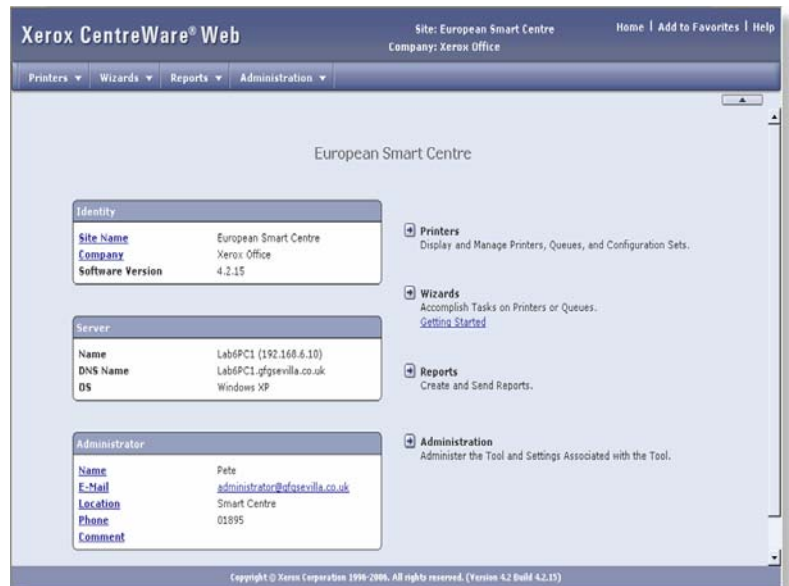 Xerox CentreWare® Web
Site: European Smart Centre
Company: Xerox Office
Home | Add to Favorites | Help
Printers Wizards Reports Administration
European Smart Centre
Identity
Site Name European Smart Centre
Company Xerox Office
Software Version 4.2.15
Server
Name Lab6PC1 (192.168.6.10)
DNS Name Lab6PC1.gfgsevilla.co.uk
OS Windows XP
Administrator
Name Pete
E-Mail administrator@gfgsevilla.co.uk
Location Smart Centre
Phone 01895
Comment
Printers
Display and Manage Printers, Queues, and Configuration Sets.
Wizards
Accomplish Tasks on Printers or Queues.
Getting Started
Reports
Create and Send Reports.
Administration
Administer the Tool and Settings Associated with the Tool.
Copyright © Xerox Corporation 1996-2006. All rights reserved. (Version 4.2 Build 4.2.15)